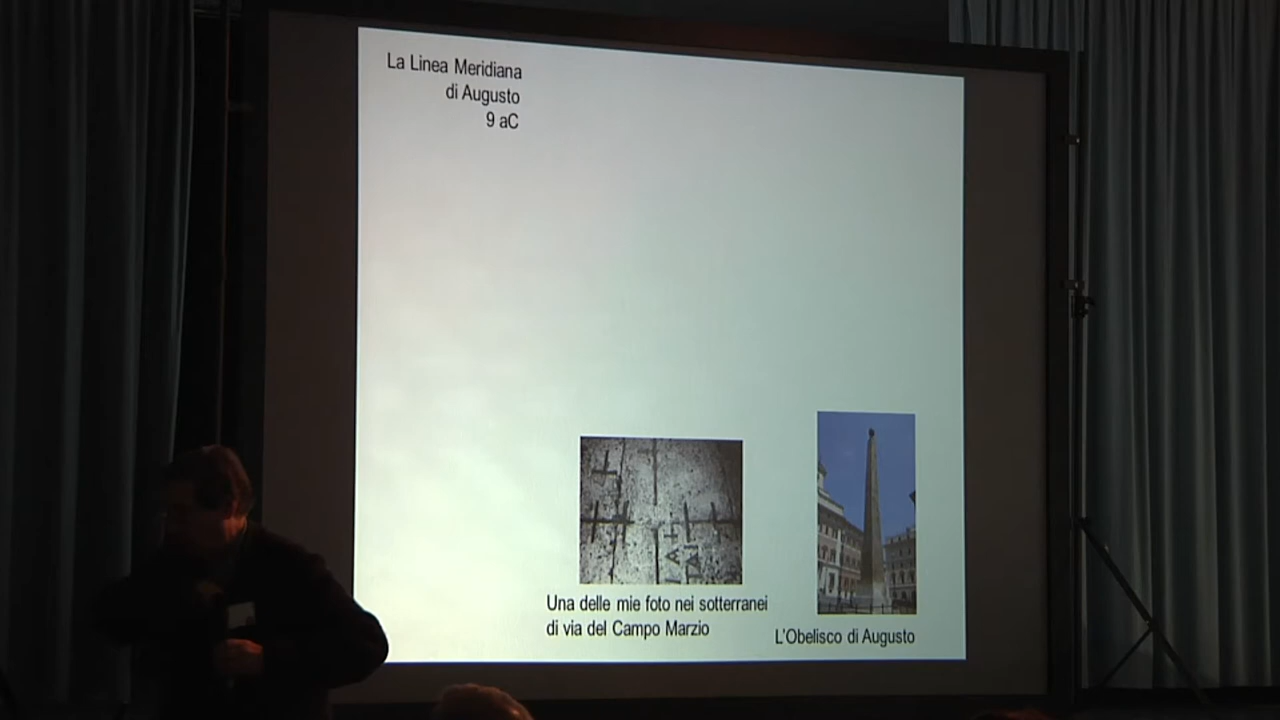 La Linea Meridiana
di Augusto
9 aC
Una delle mie foto nei sotterranei
di via del Campo Marzio
L'Obelisco di Augusto